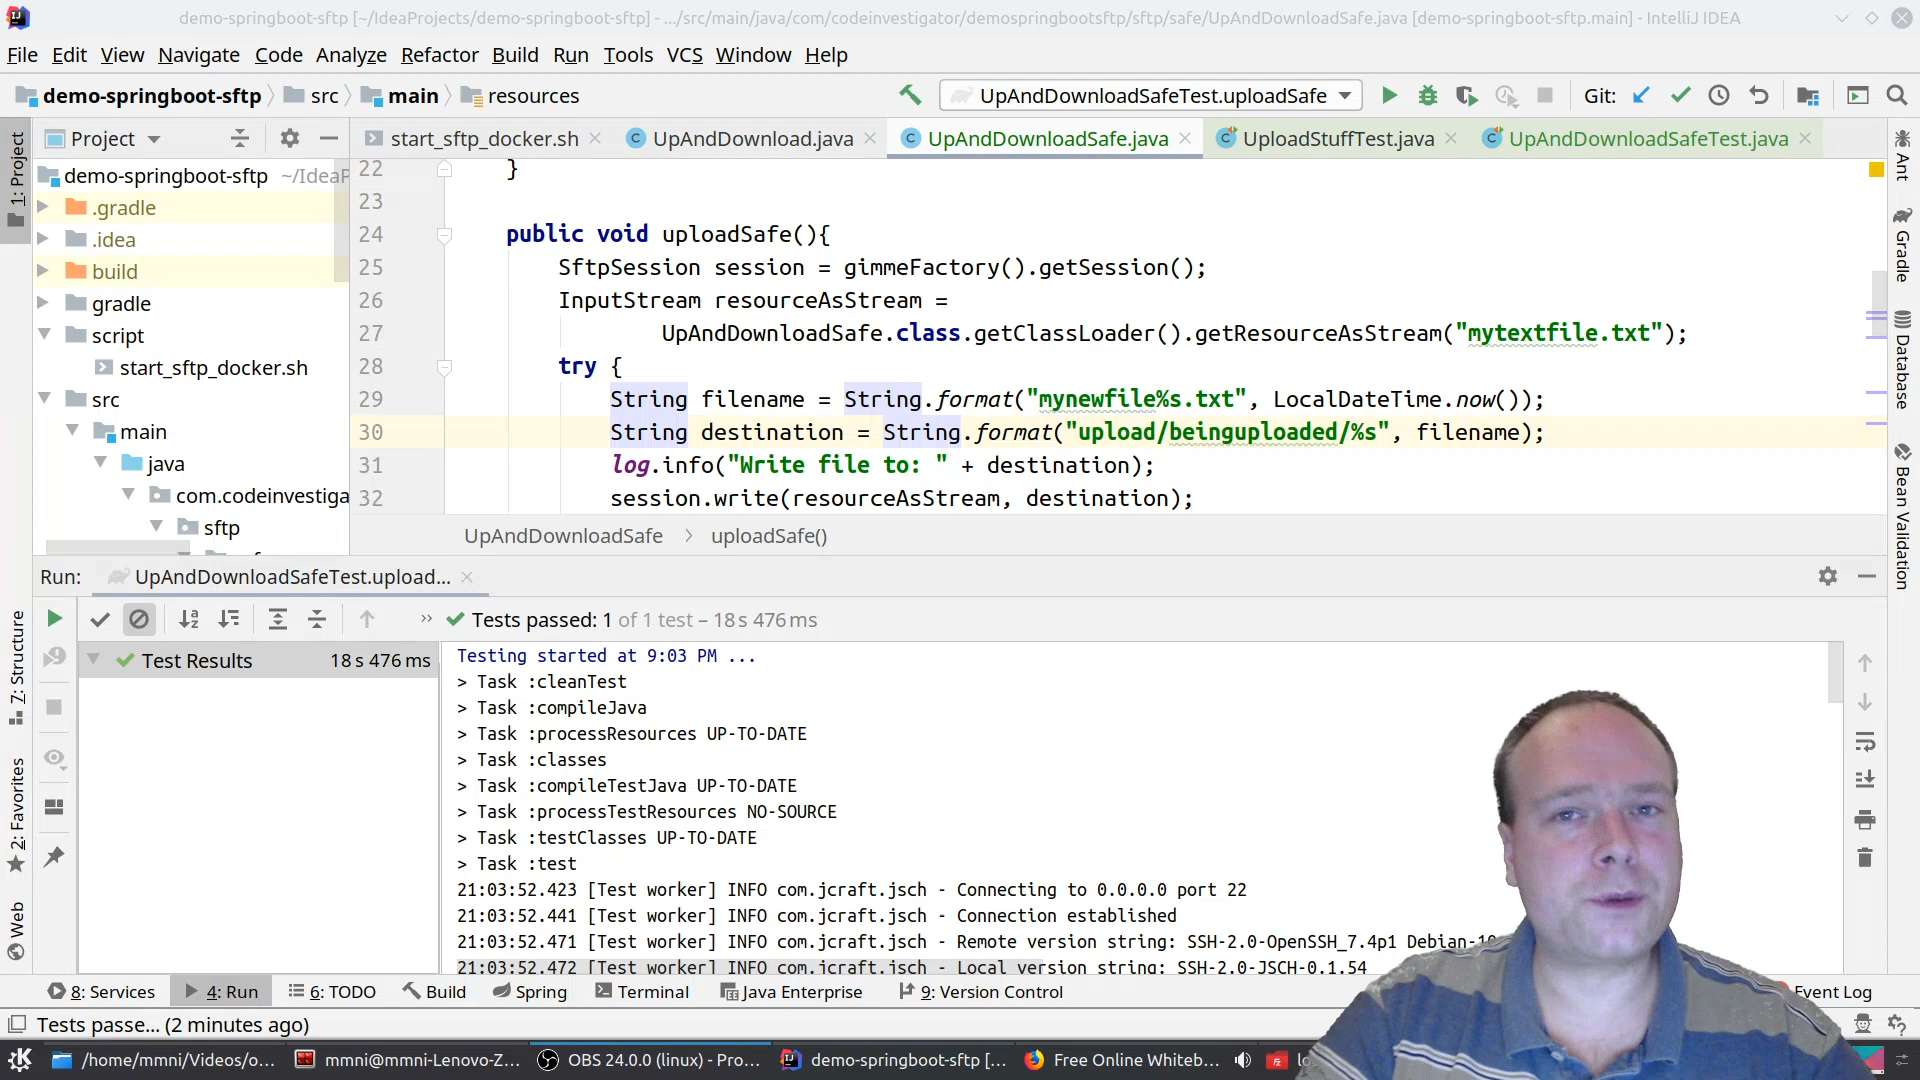 demo-springboot-sftp [~/IdeaProjects/demo-springboot-sftp] - .../src/main/java/com/codeinvestigator/demospringbootsftp/sftp/safe/UpAndDownloadSafe.java [demo-springboot-sftp.main] - IntelliJ IDEA
File Edit View Navigate Code Analyze Refactor Build Run Tools VCS Window Help
demo-springboot-sftp src main resources UpAndDownloadSafeTest.uploadSafe Git:
1: Project
Project
start_sftp_docker.sh UpAndDownload.java UpAndDownloadSafe.java UploadStuffTest.java UpAndDownloadSafeTest.java
demo-springboot-sftp ~/IdeaP
.gradle
.idea
build
gradle
script
start_sftp_docker.sh
src
main
java
com.codeinvestiga
sftp
22 }
23
24 public void uploadSafe(){
25 SftpSession session = gimmeFactory().getSession();
26 InputStream resourceAsStream =
27 UpAndDownloadSafe.class.getClassLoader().getResourceAsStream("mytextfile.txt");
28 try {
29 String filename = String.format("mynewfile%s.txt", LocalDateTime.now());
30 String destination = String.format("upload/beinguploaded/%s", filename);
31 log.info("Write file to: " + destination);
32 session.write(resourceAsStream, destination);
UpAndDownloadSafe > uploadSafe()
Ant
Gradle
Database
Bean Validation
Run: UpAndDownloadSafeTest.upload...
Tests passed: 1 of 1 test – 18 s 476 ms
Test Results 18 s 476 ms
Testing started at 9:03 PM ...
> Task :cleanTest
> Task :compileJava
> Task :processResources UP-TO-DATE
> Task :classes
> Task :compileTestJava UP-TO-DATE
> Task :processTestResources NO-SOURCE
> Task :testClasses UP-TO-DATE
> Task :test
21:03:52.423 [Test worker] INFO com.jcraft.jsch - Connecting to 0.0.0.0 port 22
21:03:52.441 [Test worker] INFO com.jcraft.jsch - Connection established
21:03:52.471 [Test worker] INFO com.jcraft.jsch - Remote version string: SSH-2.0-OpenSSH_7.4p1 Debian-10
21:03:52.472 [Test worker] INFO com.jcraft.jsch - Local version string: SSH-2.0-JSCH-0.1.54
7: Structure
2: Favorites
Web
8: Services 4: Run 6: TODO Build Spring Terminal Java Enterprise 9: Version Control Event Log
Tests passe... (2 minutes ago)
/home/mmni/Videos/o... mmni@mmni-Lenovo-Z... OBS 24.0.0 (linux) - Pro... demo-springboot-sftp [... Free Online Whiteb...